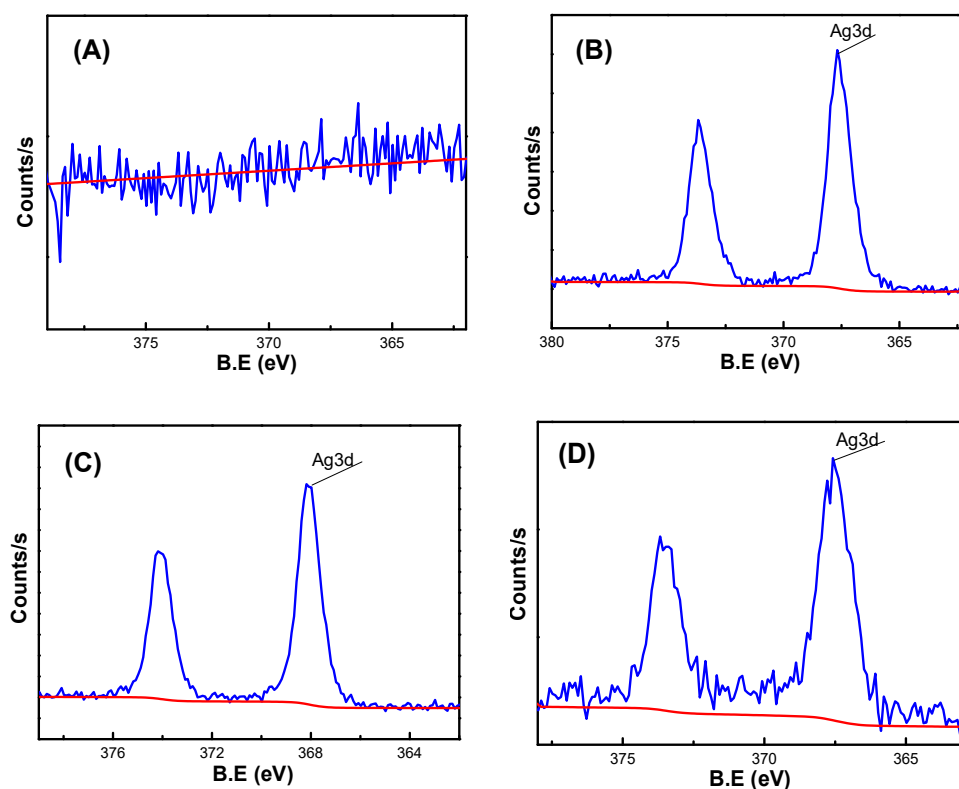 (A)
Counts/s
375 370 365
B.E (eV)
(B)
Ag3d
Counts/s
380 375 370 365
B.E (eV)
(C)
Ag3d
Counts/s
376 372 368 364
B.E (eV)
(D)
Ag3d
Counts/s
375 370 365
B.E (eV)